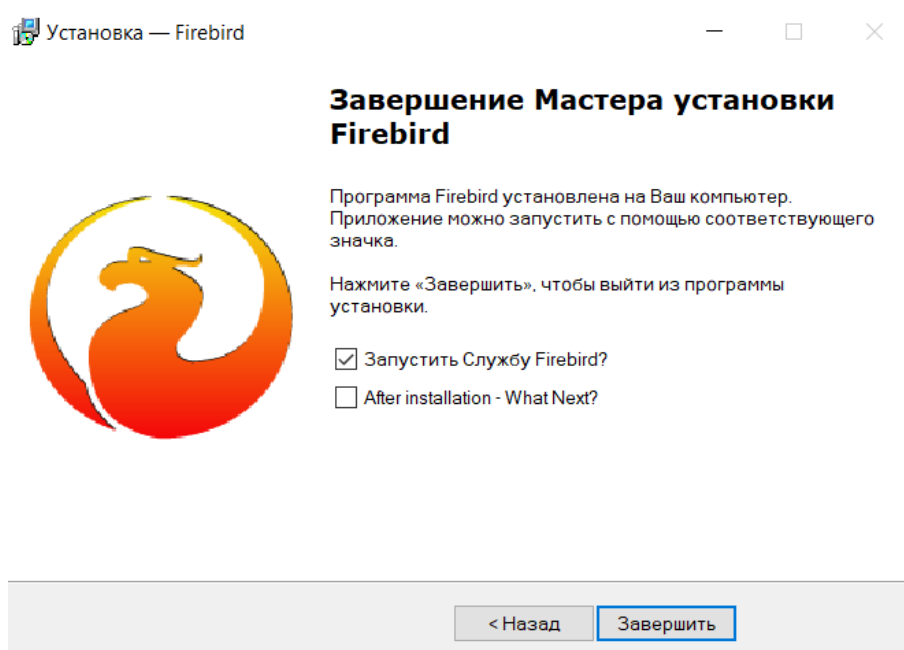 Установка — Firebird
Завершение Мастера установки
Firebird
Программа Firebird установлена на Ваш компьютер.
Приложение можно запустить с помощью соответствующего
значка.
Нажмите «Завершить», чтобы выйти из программы
установки.
Запустить Службу Firebird?
After installation - What Next?
< Назад
Завершить